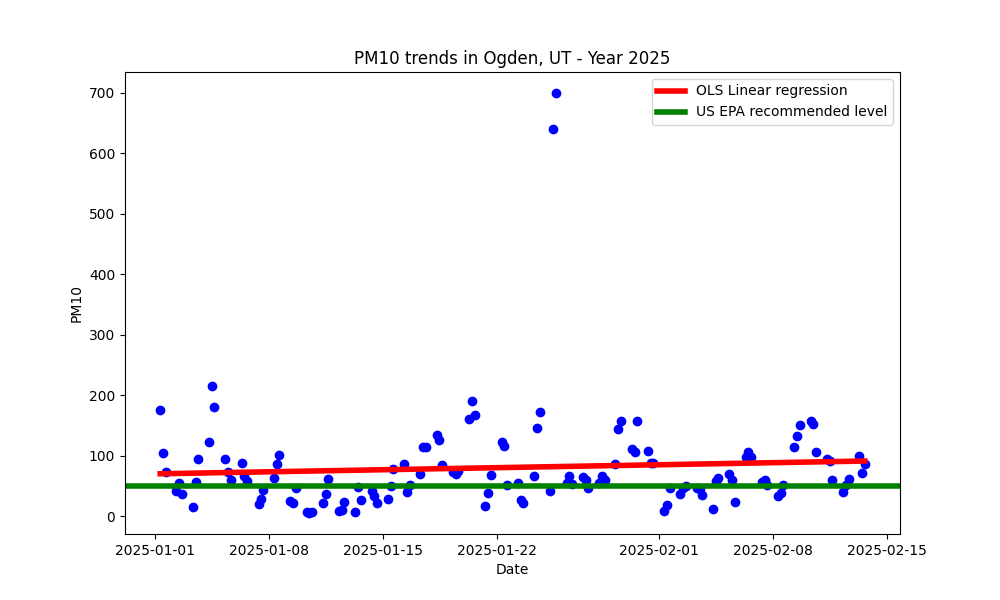 PM10 trends in Ogden, UT - Year 2025
OLS Linear regression
US EPA recommended level
700
600
500
400
300
200
100
0
PM10
2025-01-01 2025-01-08 2025-01-15 2025-01-22 2025-02-01 2025-02-08 2025-02-15
Date